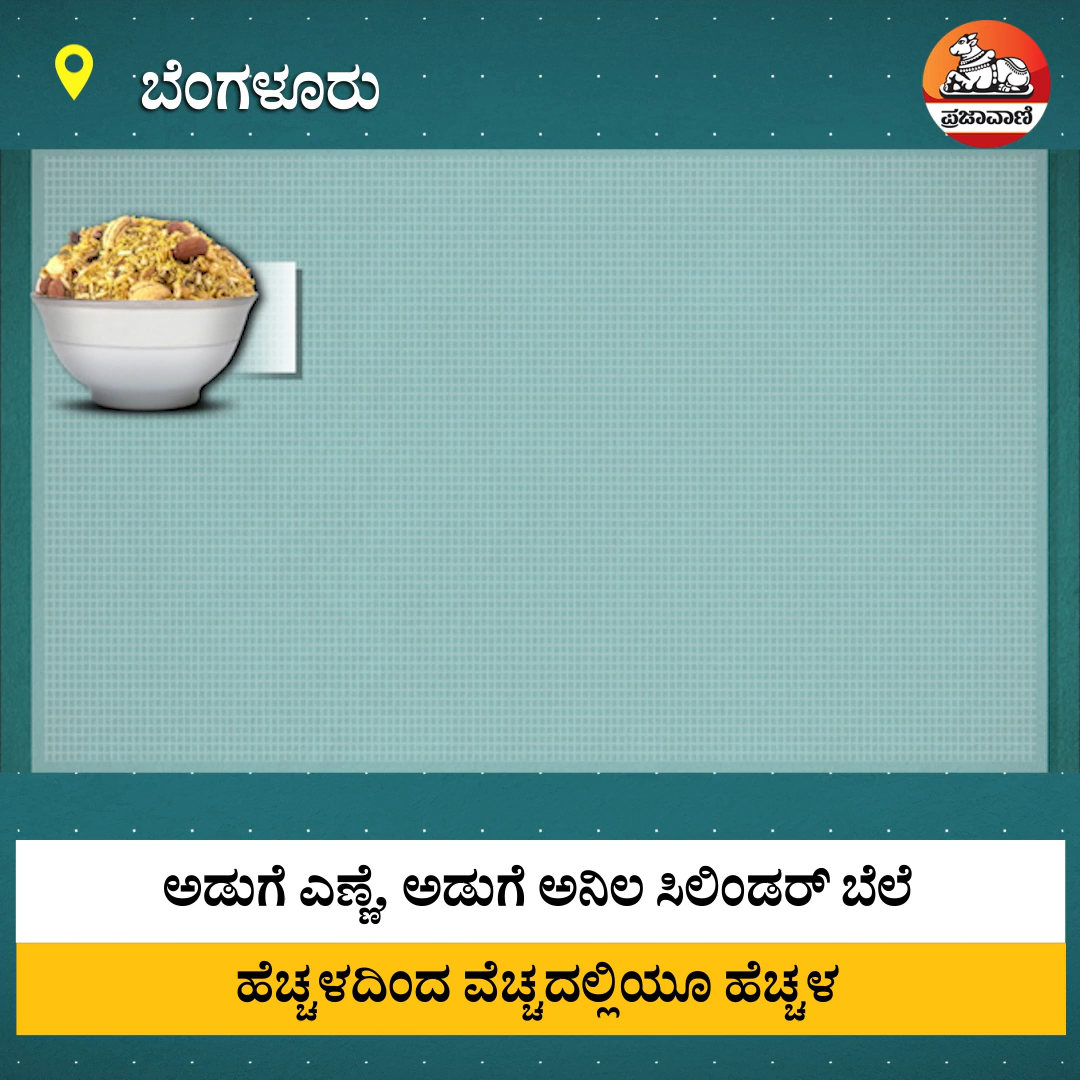 ಬೆಂಗಳೂರು
ಪ್ರಜಾವಾಣಿ
ಅಡುಗೆ ಎಣ್ಣೆ, ಅಡುಗೆ ಅನಿಲ ಸಿಲಿಂಡರ್ ಬೆಲೆ
ಹೆಚ್ಚಳದಿಂದ ವೆಚ್ಚದಲ್ಲಿಯೂ ಹೆಚ್ಚಳ